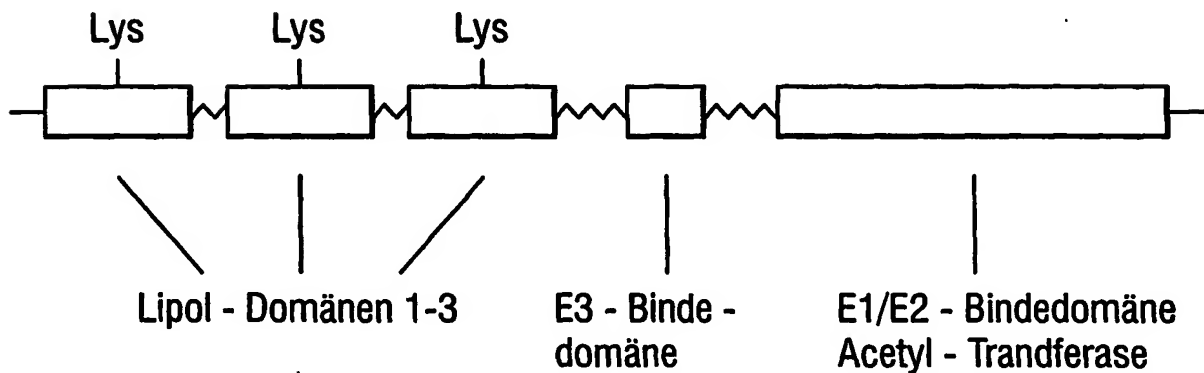 Lys Lys Lys
Lipol - Domänen 1-3
E3 - Binde -
domäne
E1/E2 - Bindedomäne
Acetyl - Trandferase